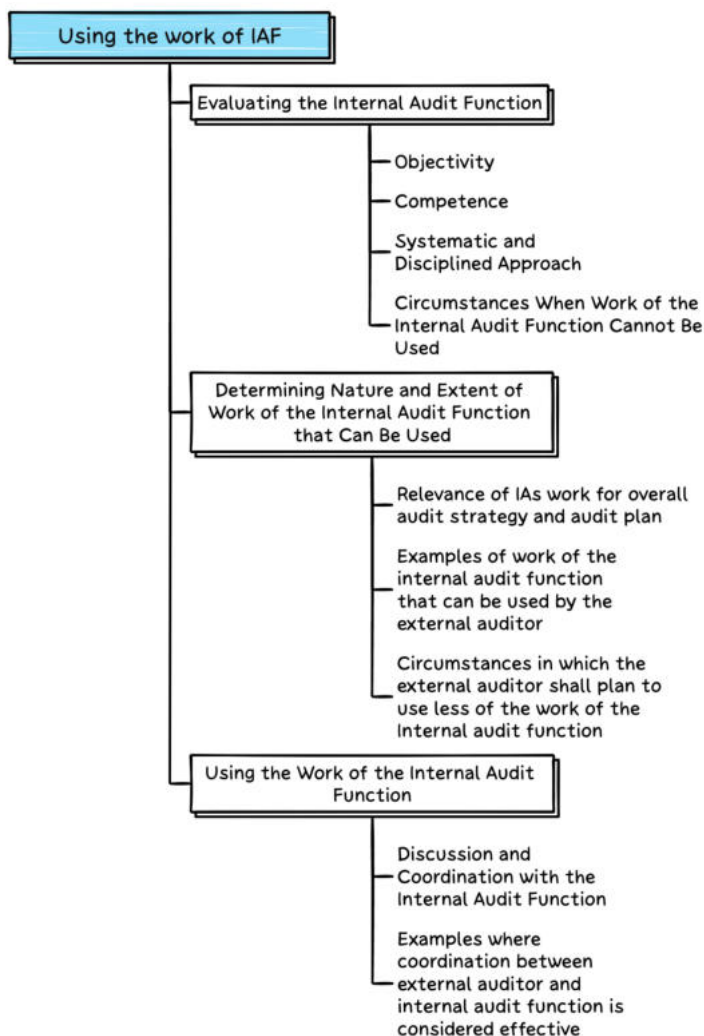 Using the work of IAF
Evaluating the Internal Audit Function
Objectivity
Competence
Systematic and
Disciplined Approach
Circumstances When Work of the
Internal Audit Function Cannot Be
Used
Determining Nature and Extent of
Work of the Internal Audit Function
that Can Be Used
Relevance of IAs work for overall
audit strategy and audit plan
Examples of work of the
internal audit function
that can be used by the
external auditor
Circumstances in which the
external auditor shall plan to
use less of the work of the
Internal audit function
Using the Work of the Internal Audit
Function
Discussion and
Coordination with the
Internal Audit Function
Examples where
coordination between
external auditor and
internal audit function is
considered effective